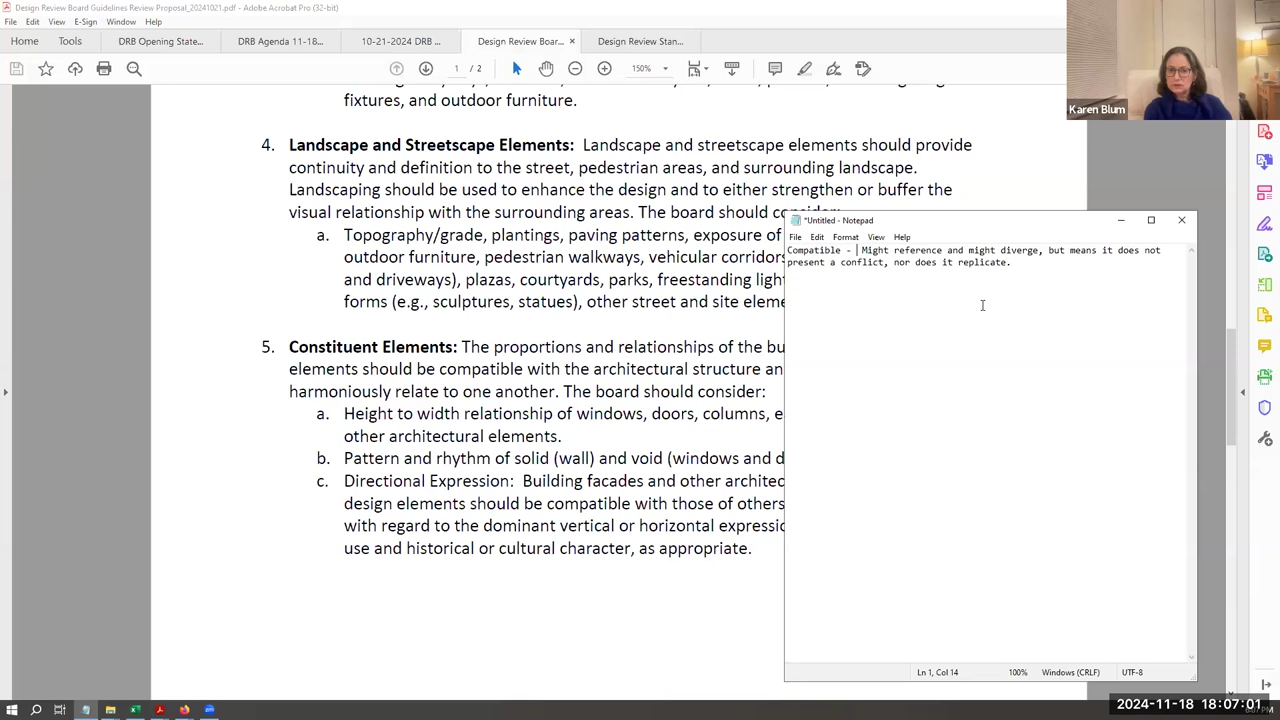 Design Review Board Guidelines Review Proposal_20241021.pdf - Adobe Acrobat Pro (32-bit)
File Edit View E-Sign Window Help
Home Tools DRB Opening State... DRB Agenda 11-18... 11-21-2024 DRB ... Design Review Boar... × Design Review Stan...
2 150%
Karen Blum
fixtures, and outdoor furniture.
4. Landscape and Streetscape Elements: Landscape and streetscape elements should provide
continuity and definition to the street, pedestrian areas, and surrounding landscape.
Landscaping should be used to enhance the design and to either strengthen or buffer the
visual relationship with the surrounding areas. The board should consider:
a. Topography/grade, plantings, paving patterns, exposure of
outdoor furniture, pedestrian walkways, vehicular corridors
and driveways), plazas, courtyards, parks, freestanding light
forms (e.g., sculptures, statues), other street and site eleme
5. Constituent Elements: The proportions and relationships of the bu
elements should be compatible with the architectural structure an
harmoniously relate to one another. The board should consider:
a. Height to width relationship of windows, doors, columns, e
other architectural elements.
b. Pattern and rhythm of solid (wall) and void (windows and d
c. Directional Expression: Building facades and other architec
design elements should be compatible with those of others
with regard to the dominant vertical or horizontal expressio
use and historical or cultural character, as appropriate.
*Untitled - Notepad
File Edit Format View Help
Compatible - Might reference and might diverge, but means it does not
present a conflict, nor does it replicate.
Ln 1, Col 14 100% Windows (CRLF) UTF-8
2024-11-18 18:07:01